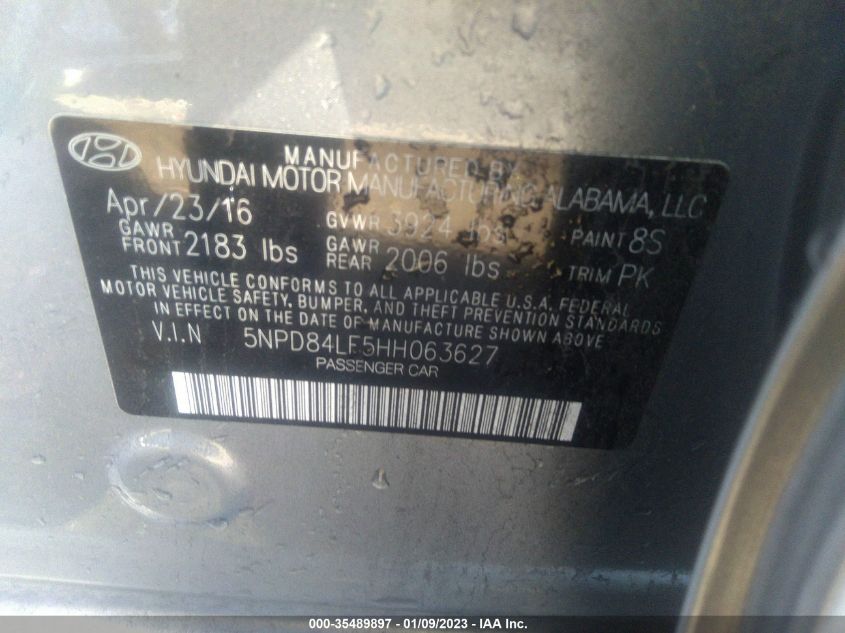 MANUFACTURED BY
HYUNDAI MOTOR MANUFACTURING ALABAMA, LLC
Apr/23/16 GVWR 3924 lbs PAINT 8S
GAWR FRONT 2183 lbs GAWR REAR 2006 lbs TRIM PK
THIS VEHICLE CONFORMS TO ALL APPLICABLE U.S.A. FEDERAL
MOTOR VEHICLE SAFETY, BUMPER, AND THEFT PREVENTION STANDARDS
IN EFFECT ON THE DATE OF MANUFACTURE SHOWN ABOVE
V.I.N 5NPD84LF5HH063627
PASSENGER CAR
000-35489897 - 01/09/2023 - IAA Inc.